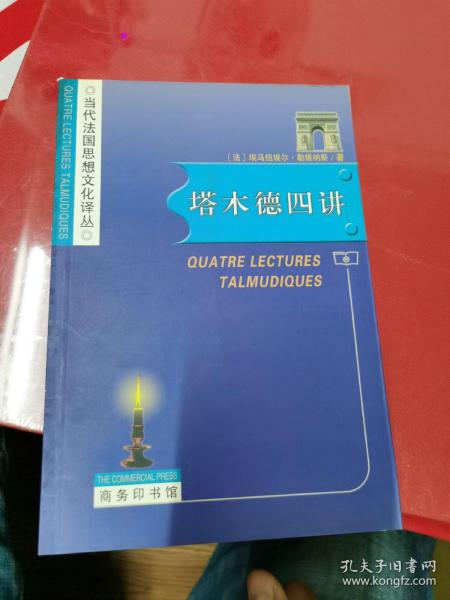 ◎当代法国思想文化译丛◎
QUATRE LECTURES TALMUDIQUES
[法]埃马纽埃尔·勒维纳斯/著
塔木德四讲
QUATRE LECTURES
TALMUDIQUES
THE COMMERCIAL PRESS
商务印书馆
孔夫子旧书网
www.kongfz.com